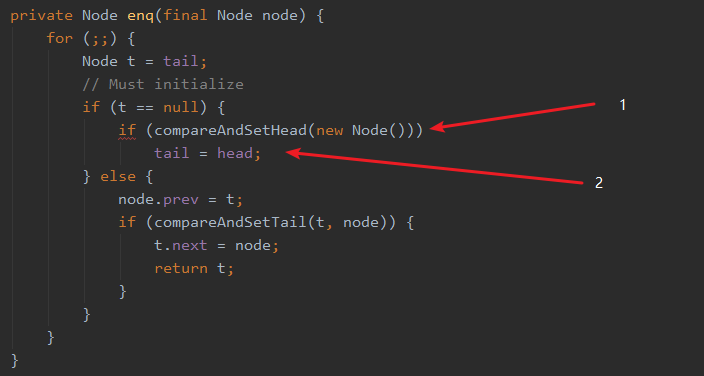 private Node enq(final Node node) {
for (;;) {
Node t = tail;
// Must initialize
if (t == null) {
if (compareAndSetHead(new Node()))
1
tail = head;
2
} else {
node.prev = t;
if (compareAndSetTail(t, node)) {
t.next = node;
return t;
}
}
}
}